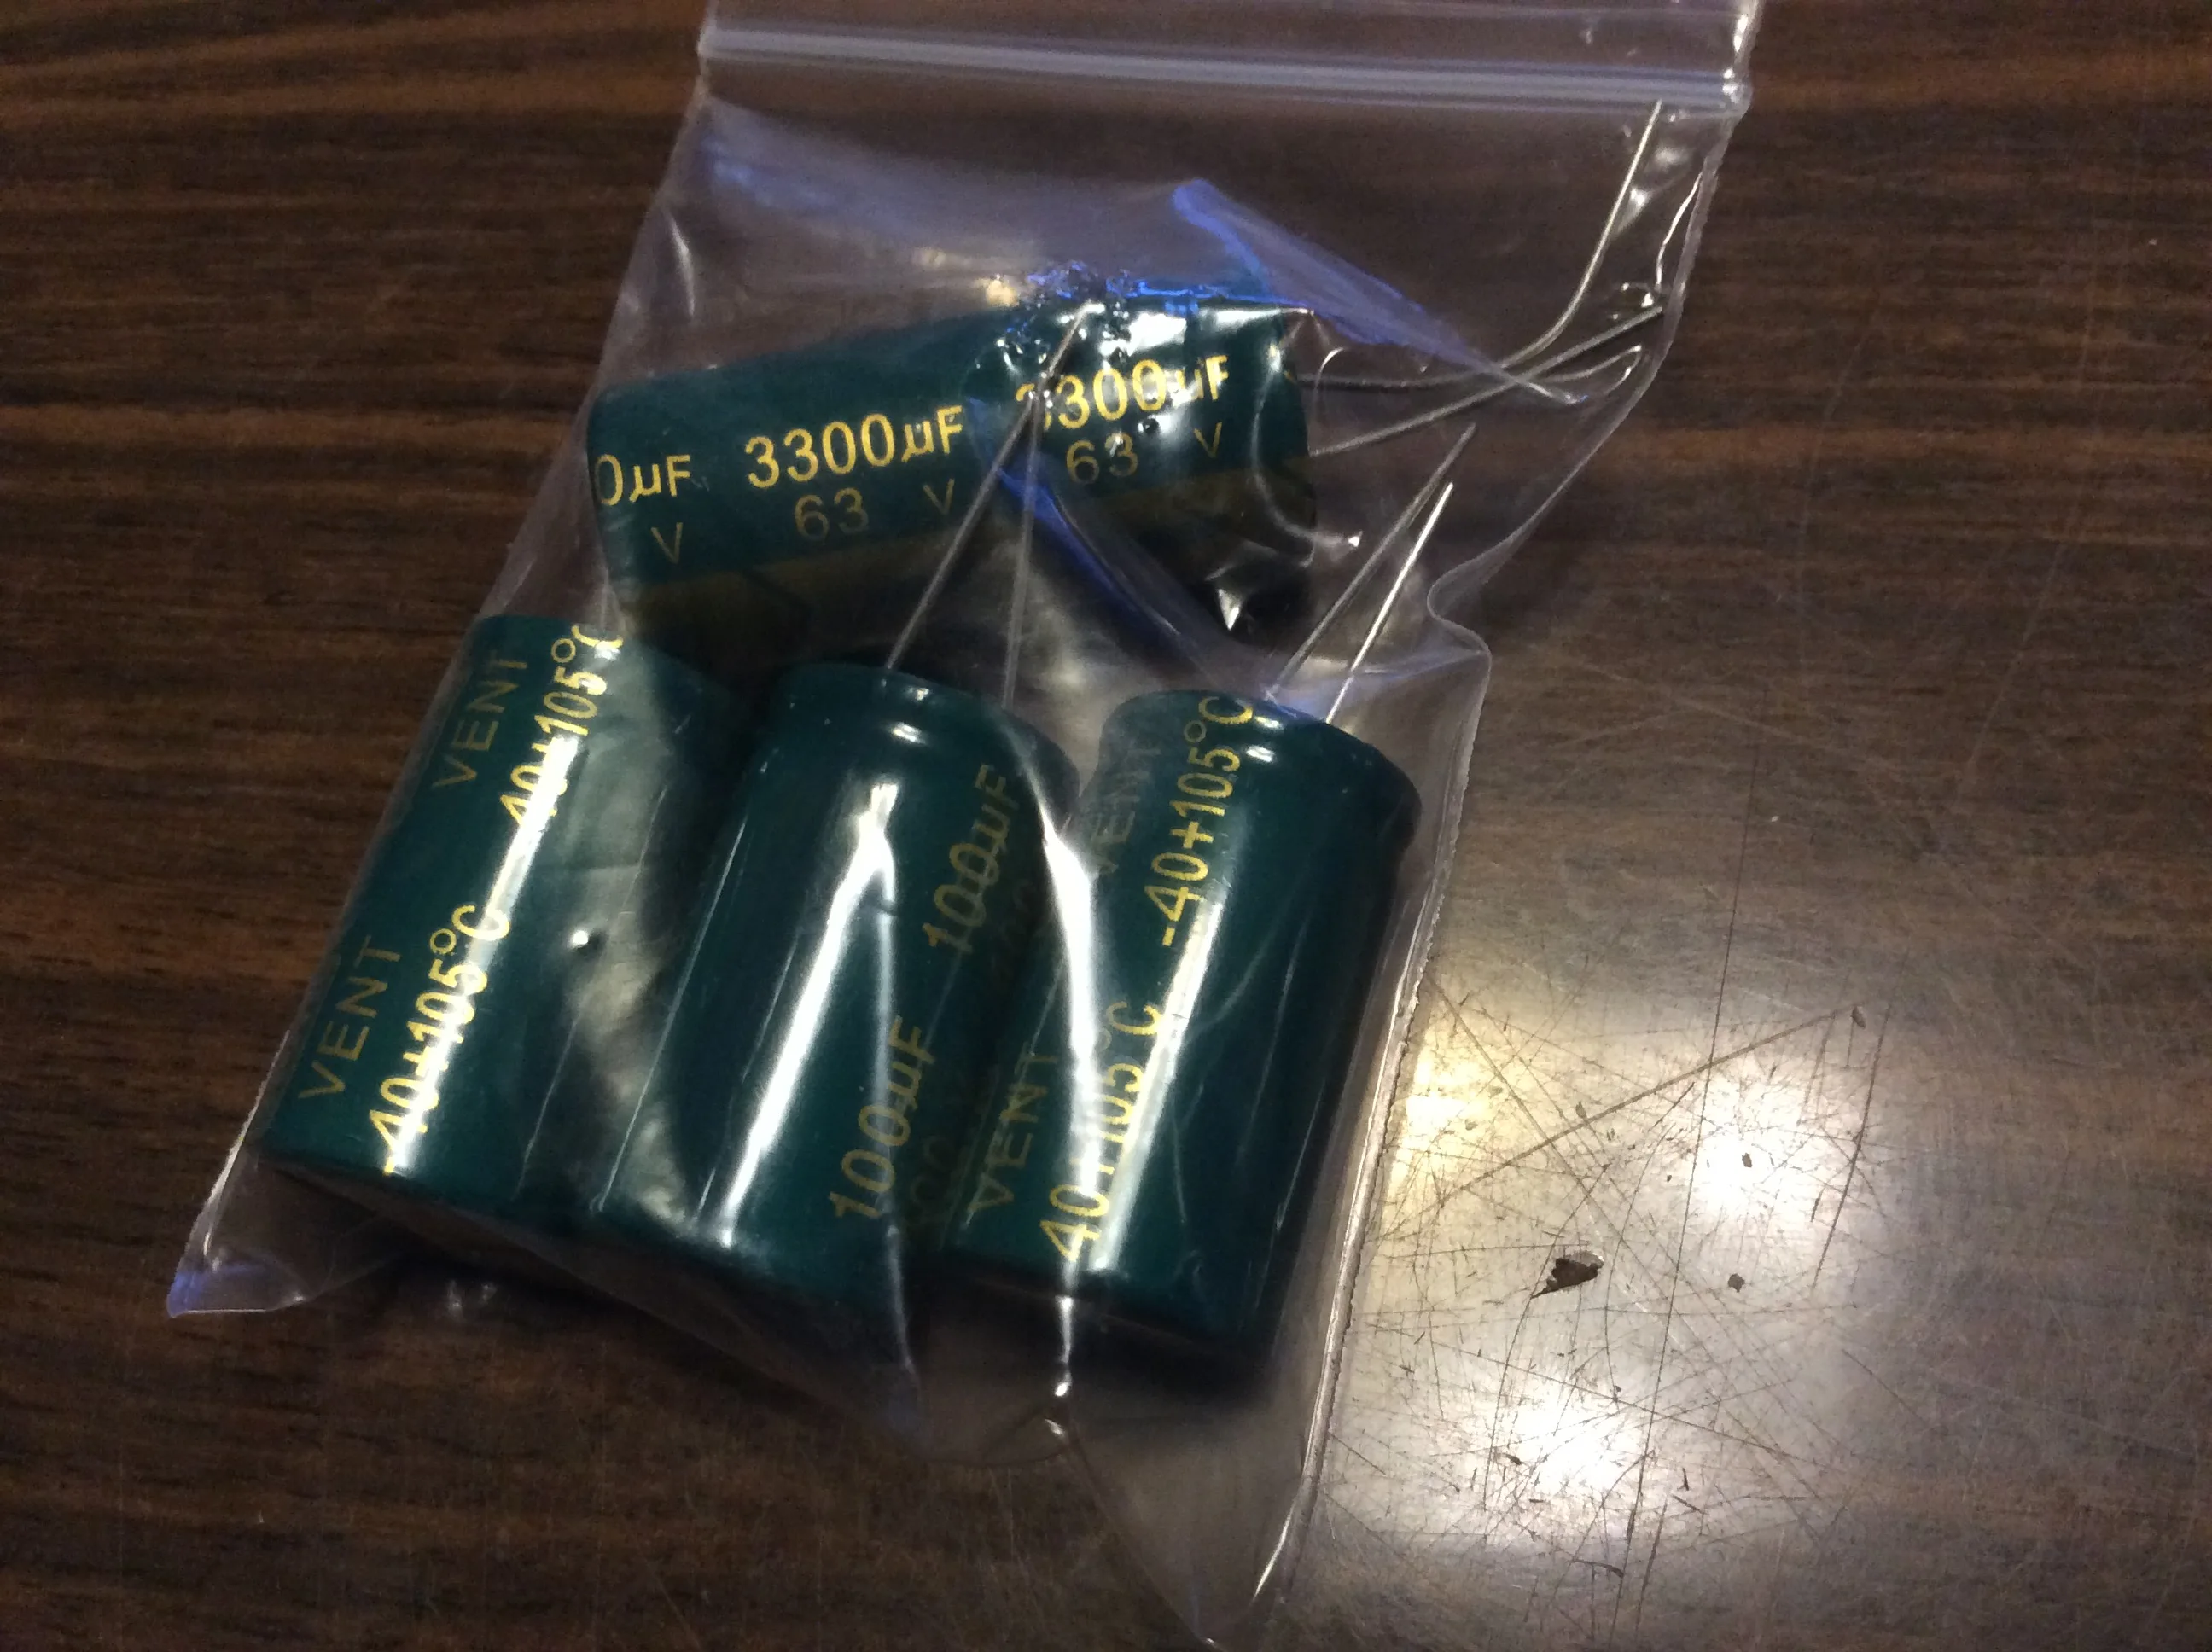 0µF 3300µF 3300µF
V 63 V 63 V
VENT VENT
-40+105°C -40+105°C
100µF 100µF
VENT VENT
40+105°C -40+105°C